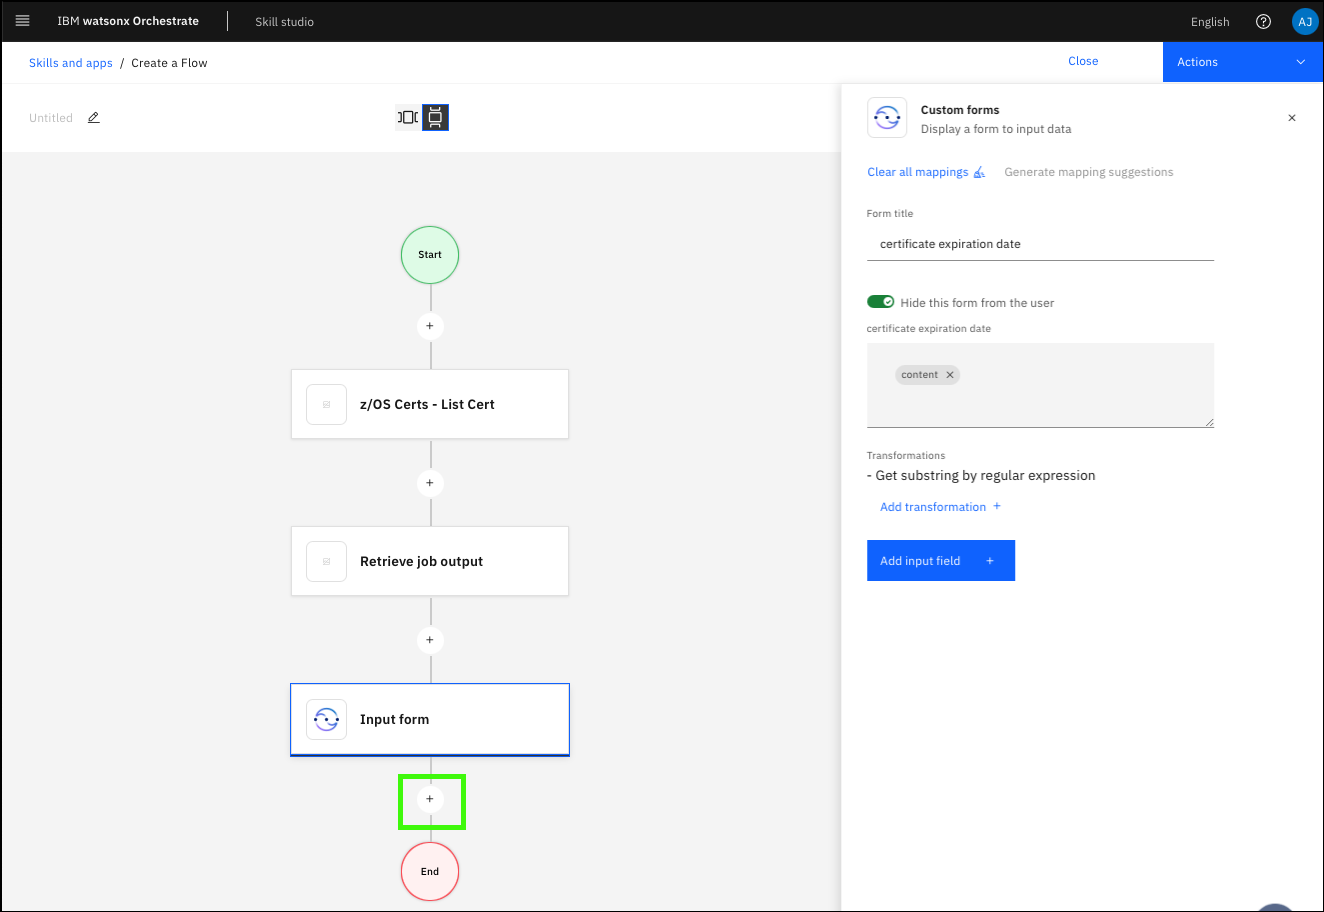 IBM watsonx Orchestrate
Skill studio
English
AJ
Skills and apps / Create a Flow
Close
Actions
Untitled
Start
+
z/OS Certs - List Cert
+
Retrieve job output
+
Input form
+
End
Custom forms
Display a form to input data
Clear all mappings
Generate mapping suggestions
Form title
certificate expiration date
Hide this form from the user
certificate expiration date
content
Transformations
- Get substring by regular expression
Add transformation +
Add input field +